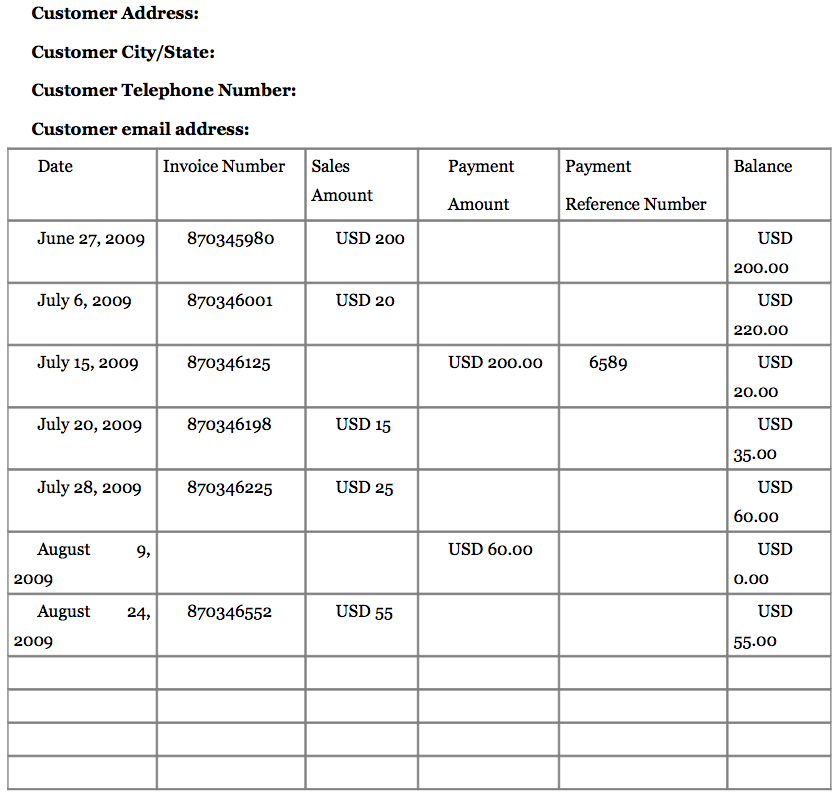 Customer Address:
Customer City/State:
Customer Telephone Number:
Customer email address:
Date Invoice Number Sales Amount Payment Amount Payment Reference Number Balance
June 27, 2009 870345980 USD 200 USD 200.00
July 6, 2009 870346001 USD 20 USD 220.00
July 15, 2009 870346125 USD 200.00 6589 USD 20.00
July 20, 2009 870346198 USD 15 USD 35.00
July 28, 2009 870346225 USD 25 USD 60.00
August 9, 2009 USD 60.00 USD 0.00
August 24, 2009 870346552 USD 55 USD 55.00